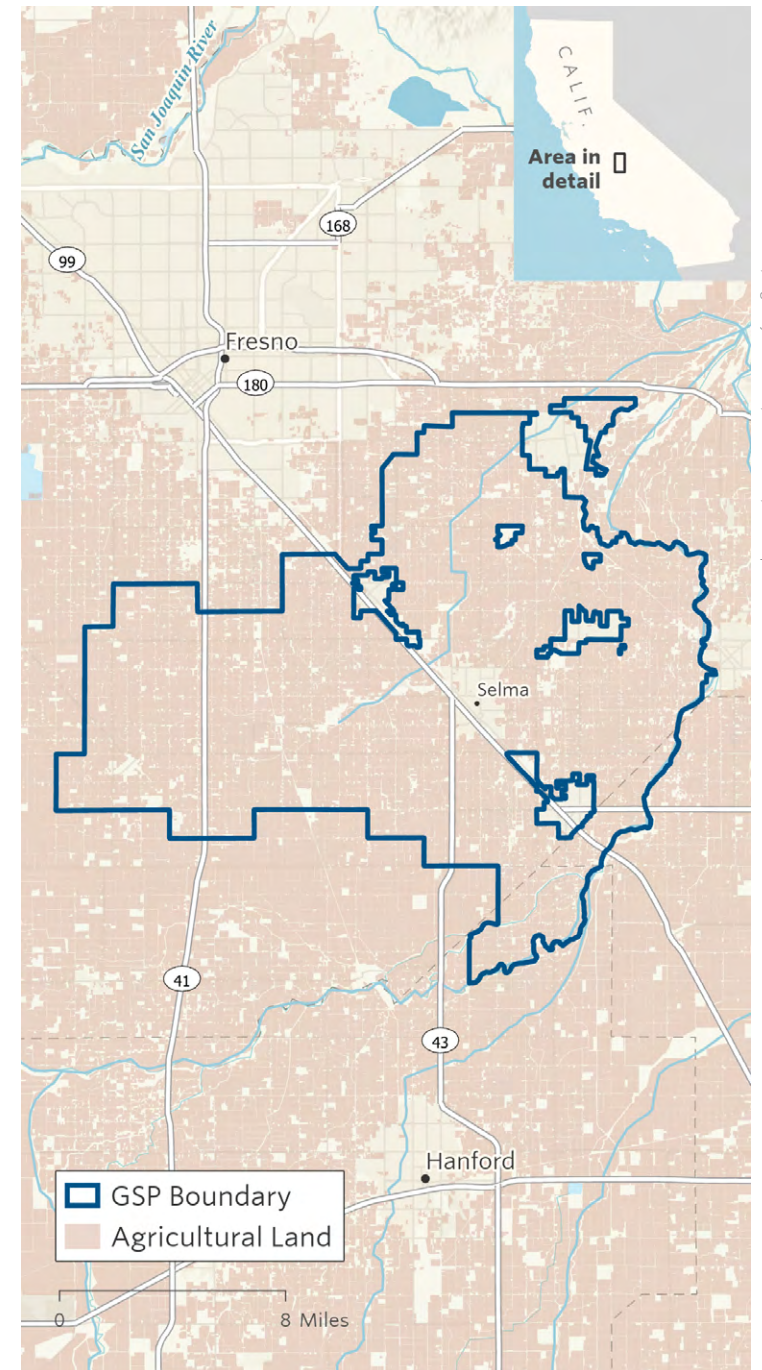 San Joaquin River
CALIF.
Area in
detail
168
99
Fresno
180
Selma
41
43
Hanford
GSP Boundary
Agricultural Land
0
8 Miles